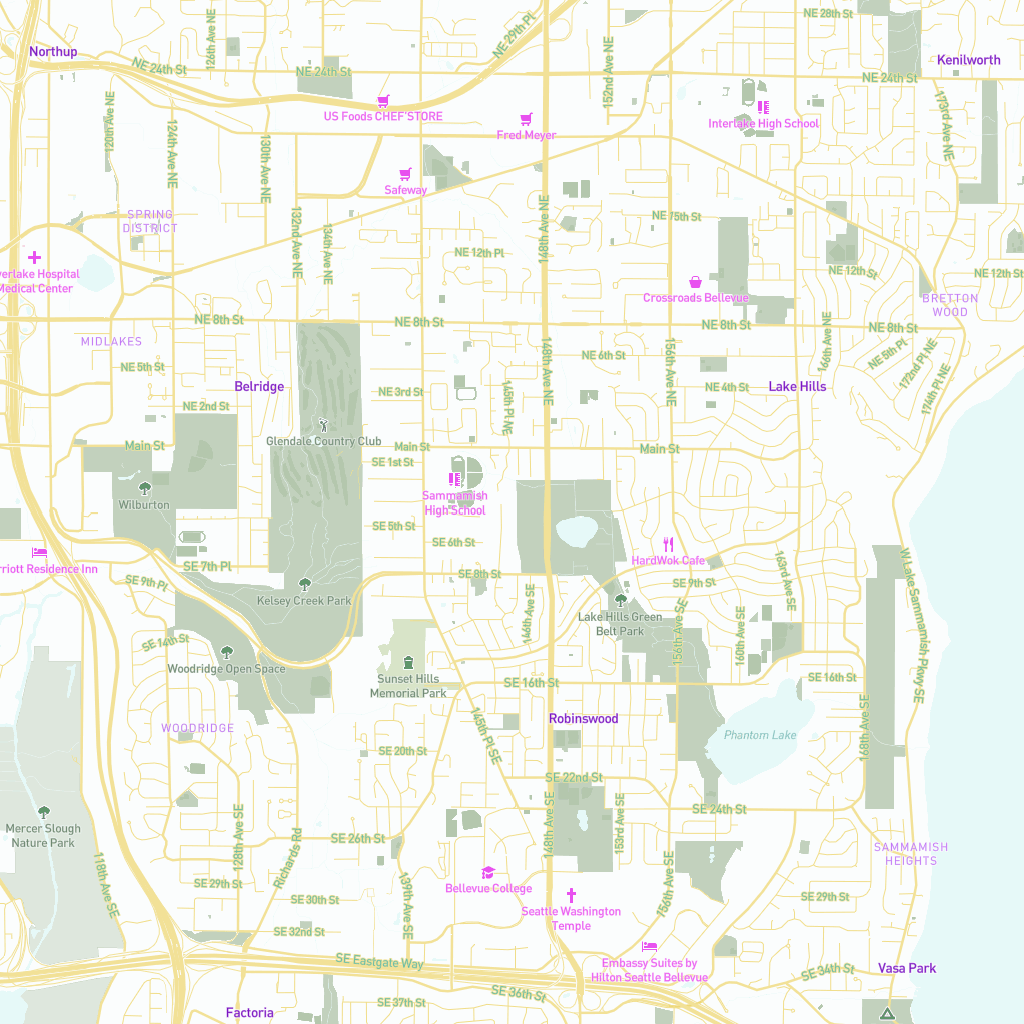 NE 28th St
126th Ave NE
NE 29th Pl
Northup
NE 24th St
NE 24th St
152nd Ave NE
Kenilworth
NE 24th St
US Foods CHEF'STORE
Fred Meyer
Interlake High School
173rd Ave NE
120th Ave NE
124th Ave NE
130th Ave NE
Safeway
SPRING
DISTRICT
132nd Ave NE
134th Ave NE
148th Ave NE
NE 15th St
NE 12th Pl
NE 12th St
NE 12th St
Overlake Hospital
Medical Center
Crossroads Bellevue
BRETTON
WOOD
NE 8th St
NE 8th St
NE 8th St
NE 8th St
MIDLAKES
148th Ave NE
156th Ave NE
166th Ave NE
NE 6th St
NE 5th Pl
172nd Pl NE
174th Pl NE
NE 5th St
Belridge
NE 3rd St
145th Pl NE
NE 4th St
Lake Hills
NE 2nd St
Glendale Country Club
Main St
Main St
Main St
SE 1st St
Wilburton
Sammamish
High School
SE 5th St
SE 6th St
HardWok Cafe
Marriott Residence Inn
SE 7th Pl
SE 9th Pl
SE 8th St
SE 9th St
163rd Ave SE
W Lake Sammamish Pkwy SE
Kelsey Creek Park
146th Ave SE
Lake Hills Green
Belt Park
156th Ave SE
160th Ave SE
SE 14th St
Woodridge Open Space
Sunset Hills
Memorial Park
SE 16th St
SE 16th St
WOODRIDGE
145th Pl SE
Robinswood
Phantom Lake
168th Ave SE
SE 20th St
SE 22nd St
148th Ave SE
153rd Ave SE
SE 24th St
Mercer Slough
Nature Park
128th Ave SE
Richards Rd
SE 26th St
SAMMAMISH
HEIGHTS
118th Ave SE
SE 29th St
SE 30th St
139th Ave SE
Bellevue College
Seattle Washington
Temple
156th Ave SE
SE 29th St
SE 32nd St
SE Eastgate Way
Embassy Suites by
Hilton Seattle Bellevue
SE 34th St
Vasa Park
SE 36th St
SE 37th St
Factoria